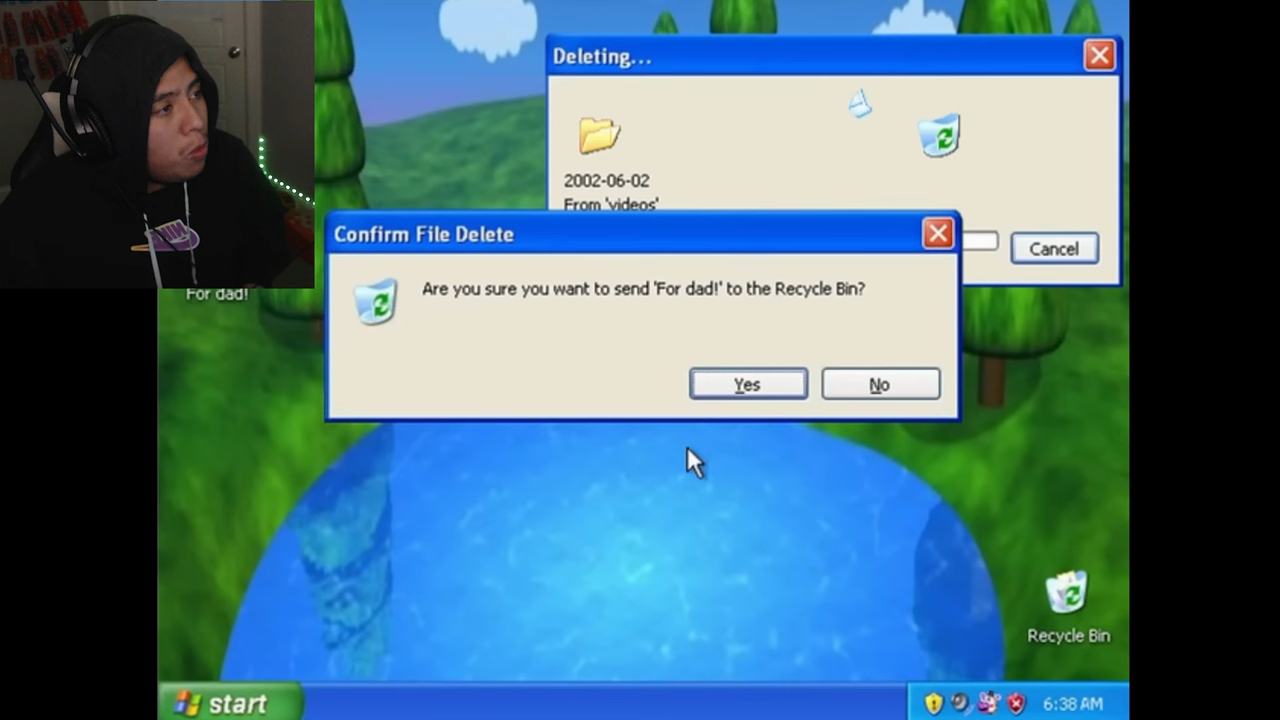 Deleting...
2002-06-02
From 'videos'
Cancel
For dad!
Confirm File Delete
Are you sure you want to send 'For dad!' to the Recycle Bin?
Yes
No
Recycle Bin
start
6:38 AM